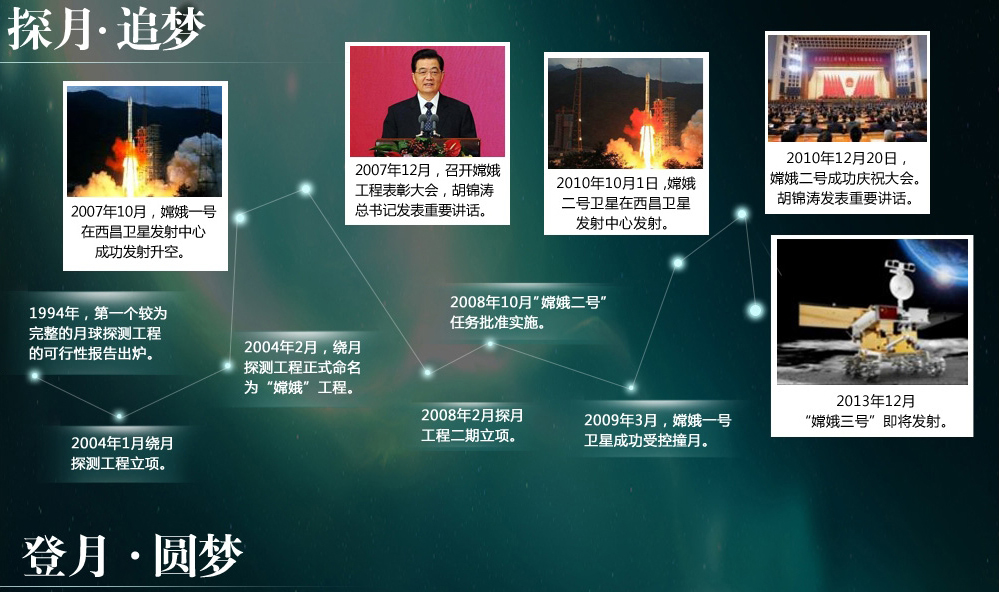 探月·追梦
2007年10月，嫦娥一号
在西昌卫星发射中心
成功发射升空。
2007年12月，召开嫦娥
工程表彰大会，胡锦涛
总书记发表重要讲话。
2010年10月1日 ,嫦娥
二号卫星在西昌卫星
发射中心发射。
2010年12月20日，
嫦娥二号成功庆祝大会。
胡锦涛发表重要讲话。
1994年，第一个较为
完整的月球探测工程
的可行性报告出炉。
2004年1月绕月
探测工程立项。
2004年2月，绕月
探测工程正式命名
为“嫦娥”工程。
2008年2月探月
工程二期立项。
2008年10月“嫦娥二号”
任务批准实施。
2009年3月，嫦娥一号
卫星成功受控撞月。
2013年12月
“嫦娥三号”即将发射。
登月·圆梦